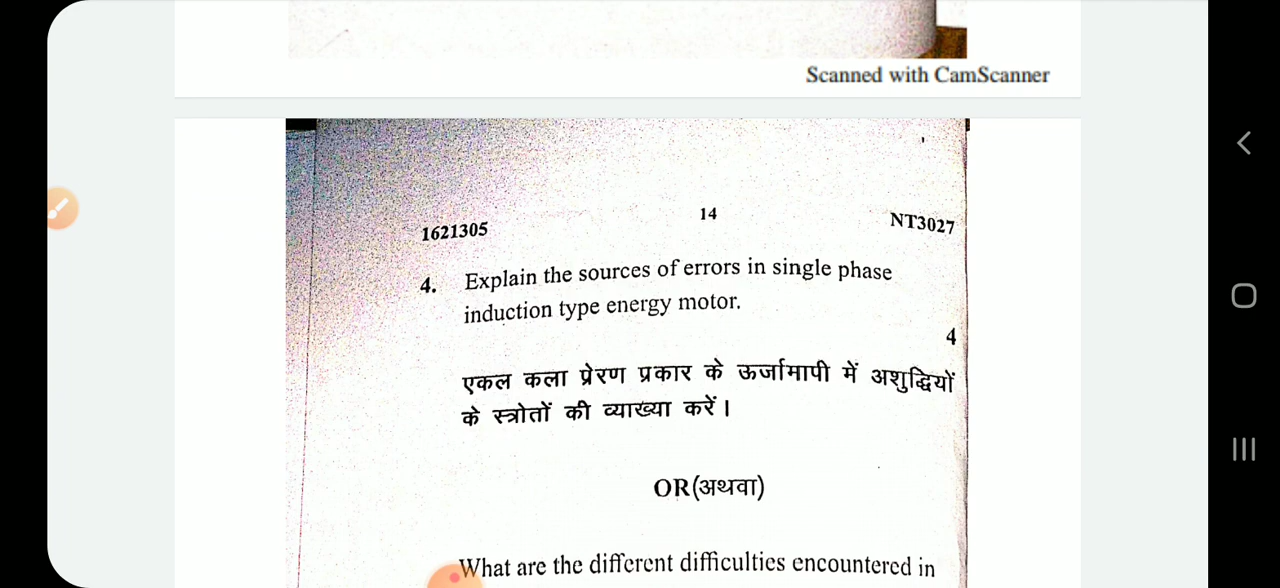 Scanned with CamScanner
1621305 14 NT3027
4. Explain the sources of errors in single phase
induction type energy motor.
4
एकल कला प्रेरण प्रकार के ऊर्जामापी में अशुद्धियों
के स्त्रोतों की व्याख्या करें।
OR(अथवा)
What are the different difficulties encountered in